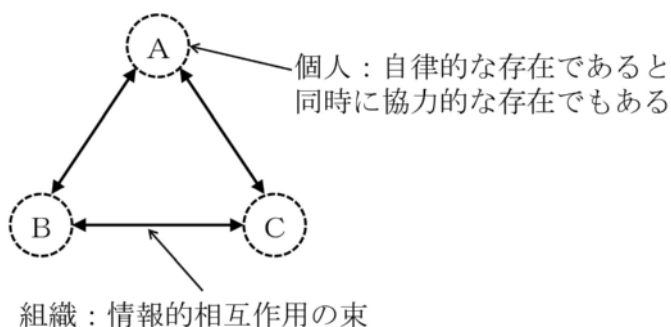 A
個人：自律的な存在であると
同時に協力的な存在でもある
B
C
組織：情報的相互作用の束